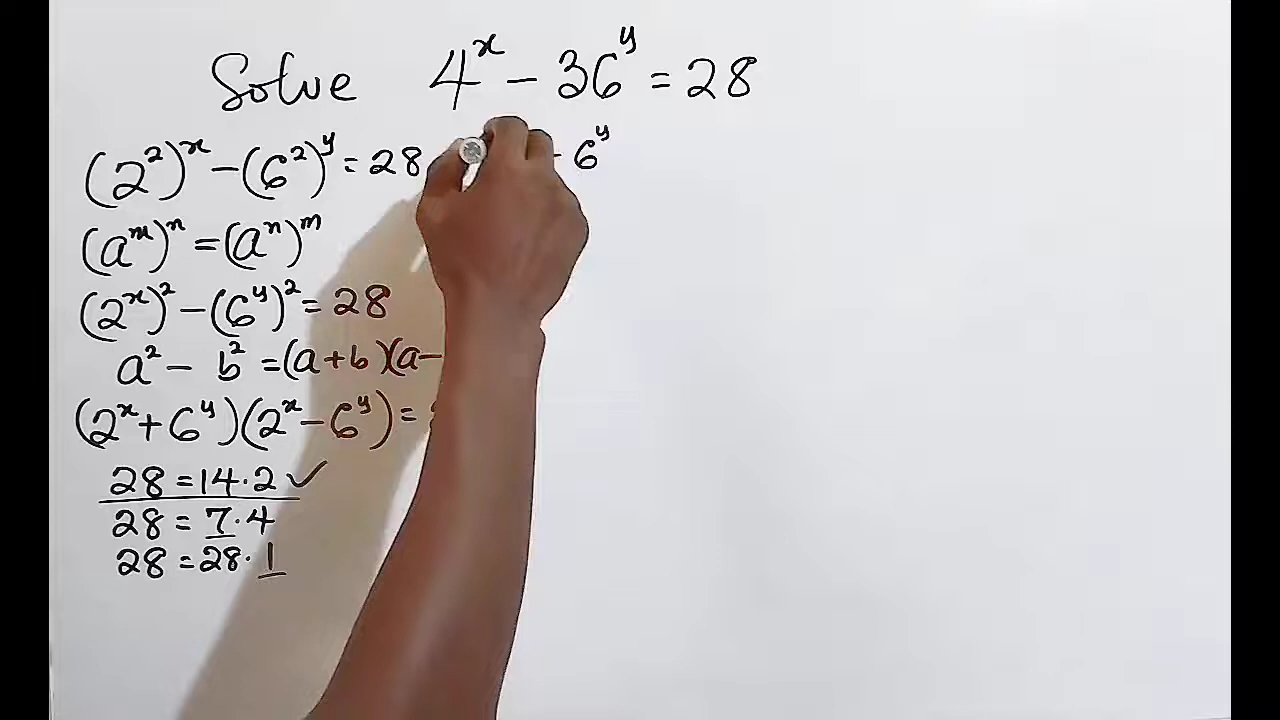 Solve 4^x - 36^y = 28
(2^2)^x - (6^2)^y = 28
- 6^y
(a^m)^n = (a^n)^m
(2^x)^2 - (6^y)^2 = 28
a^2 - b^2 = (a+b)(a-
(2^x + 6^y)(2^x - 6^y) =
28 = 14·2 ✓
28 = 7·4
28 = 28·1